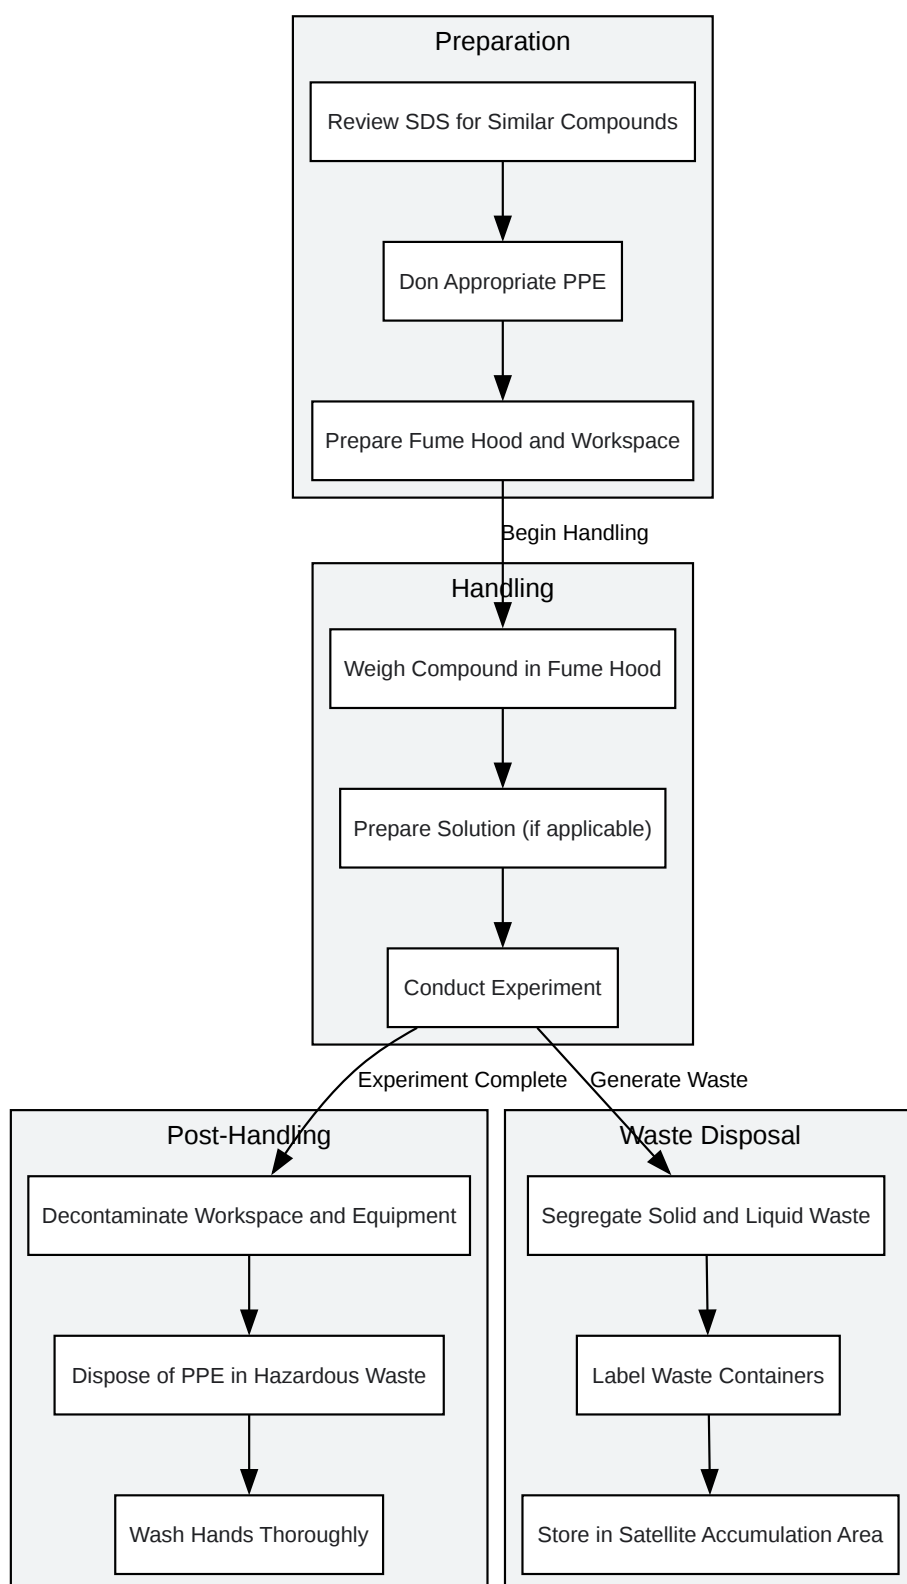 Preparation
Review SDS for Similar Compounds
Don Appropriate PPE
Prepare Fume Hood and Workspace
Begin Handling
Handling
Weigh Compound in Fume Hood
Prepare Solution (if applicable)
Conduct Experiment
Experiment Complete
Generate Waste
Post-Handling
Decontaminate Workspace and Equipment
Dispose of PPE in Hazardous Waste
Wash Hands Thoroughly
Waste Disposal
Segregate Solid and Liquid Waste
Label Waste Containers
Store in Satellite Accumulation Area